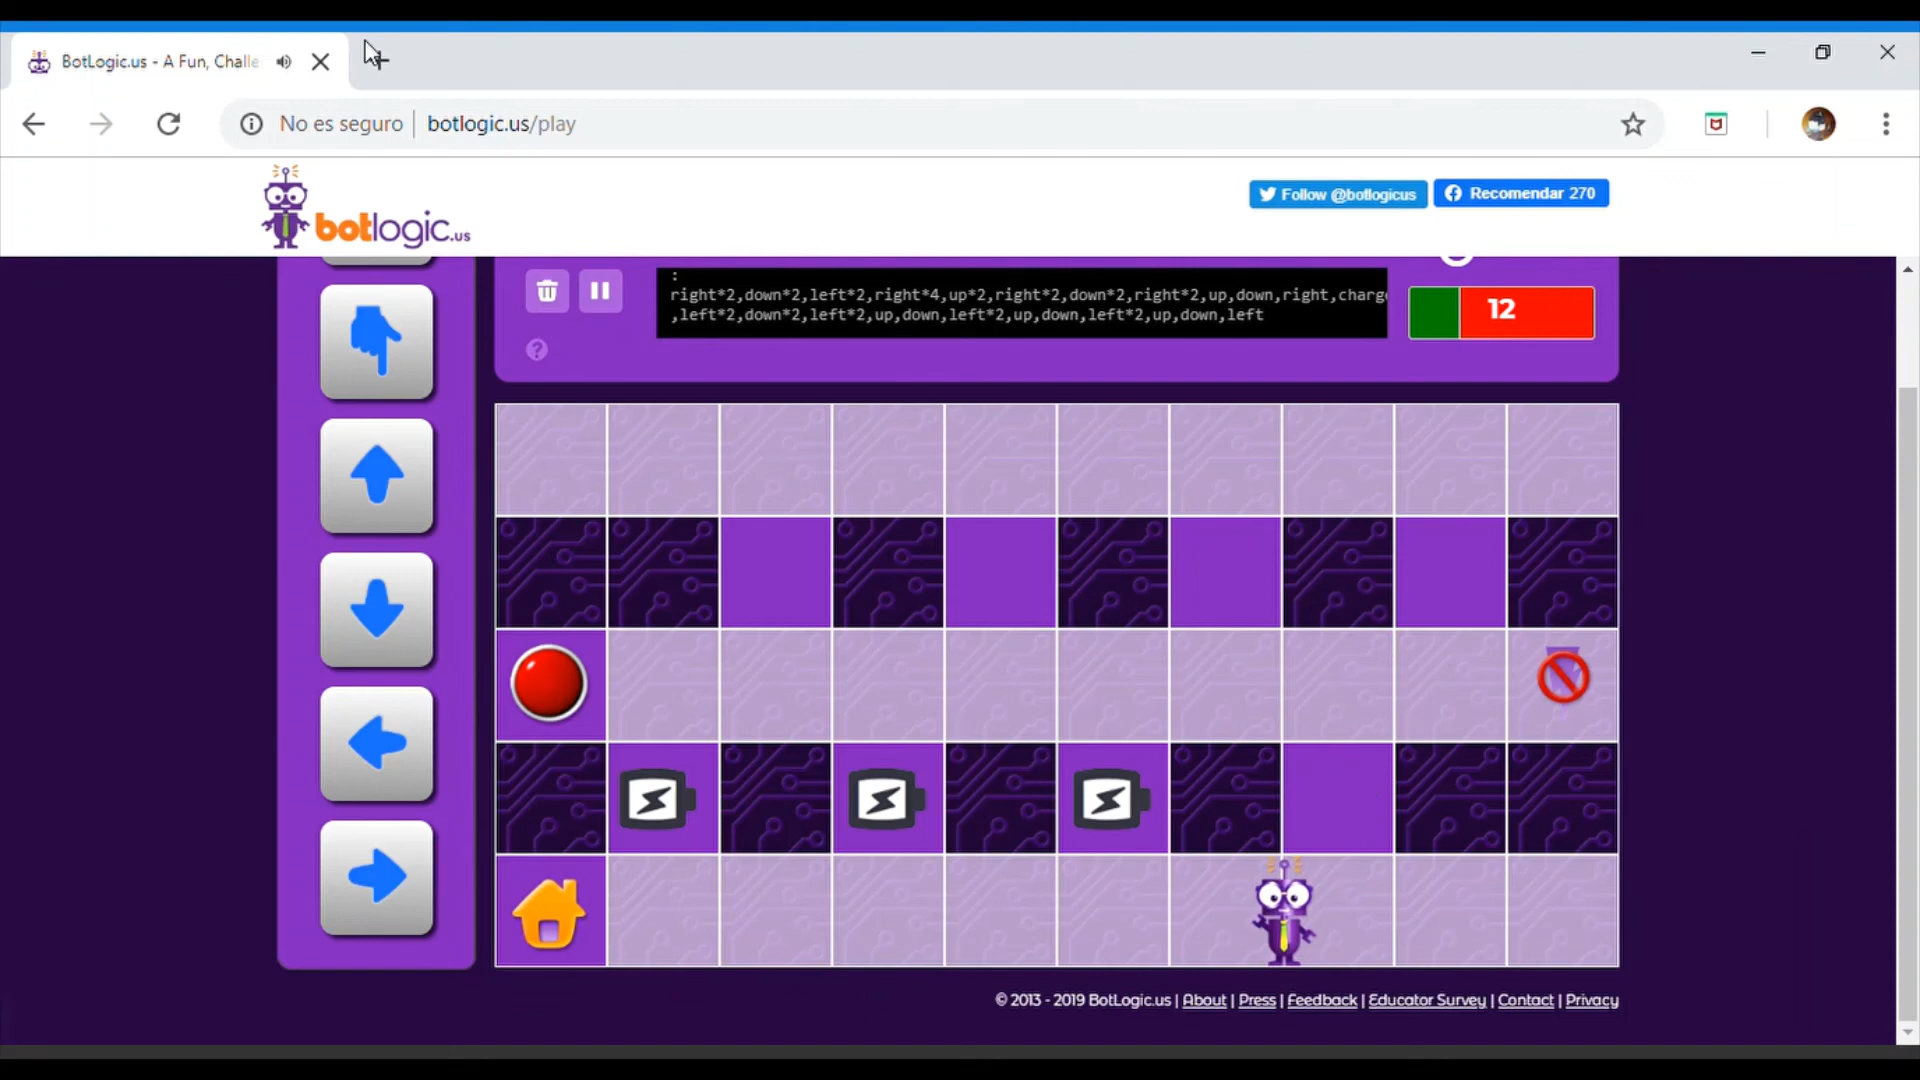 BotLogic.us - A Fun, Challe
No es seguro
botlogic.us/play
botlogic.us
Follow @botlogicus
Recomendar 270
:
right*2,down*2,left*2,right*4,up*2,right*2,down*2,right*2,up,down,right,charge
,left*2,down*2,left*2,up,down,left*2,up,down,left*2,up,down,left
12
?
© 2013 - 2019 BotLogic.us | About | Press | Feedback | Educator Survey | Contact | Privacy